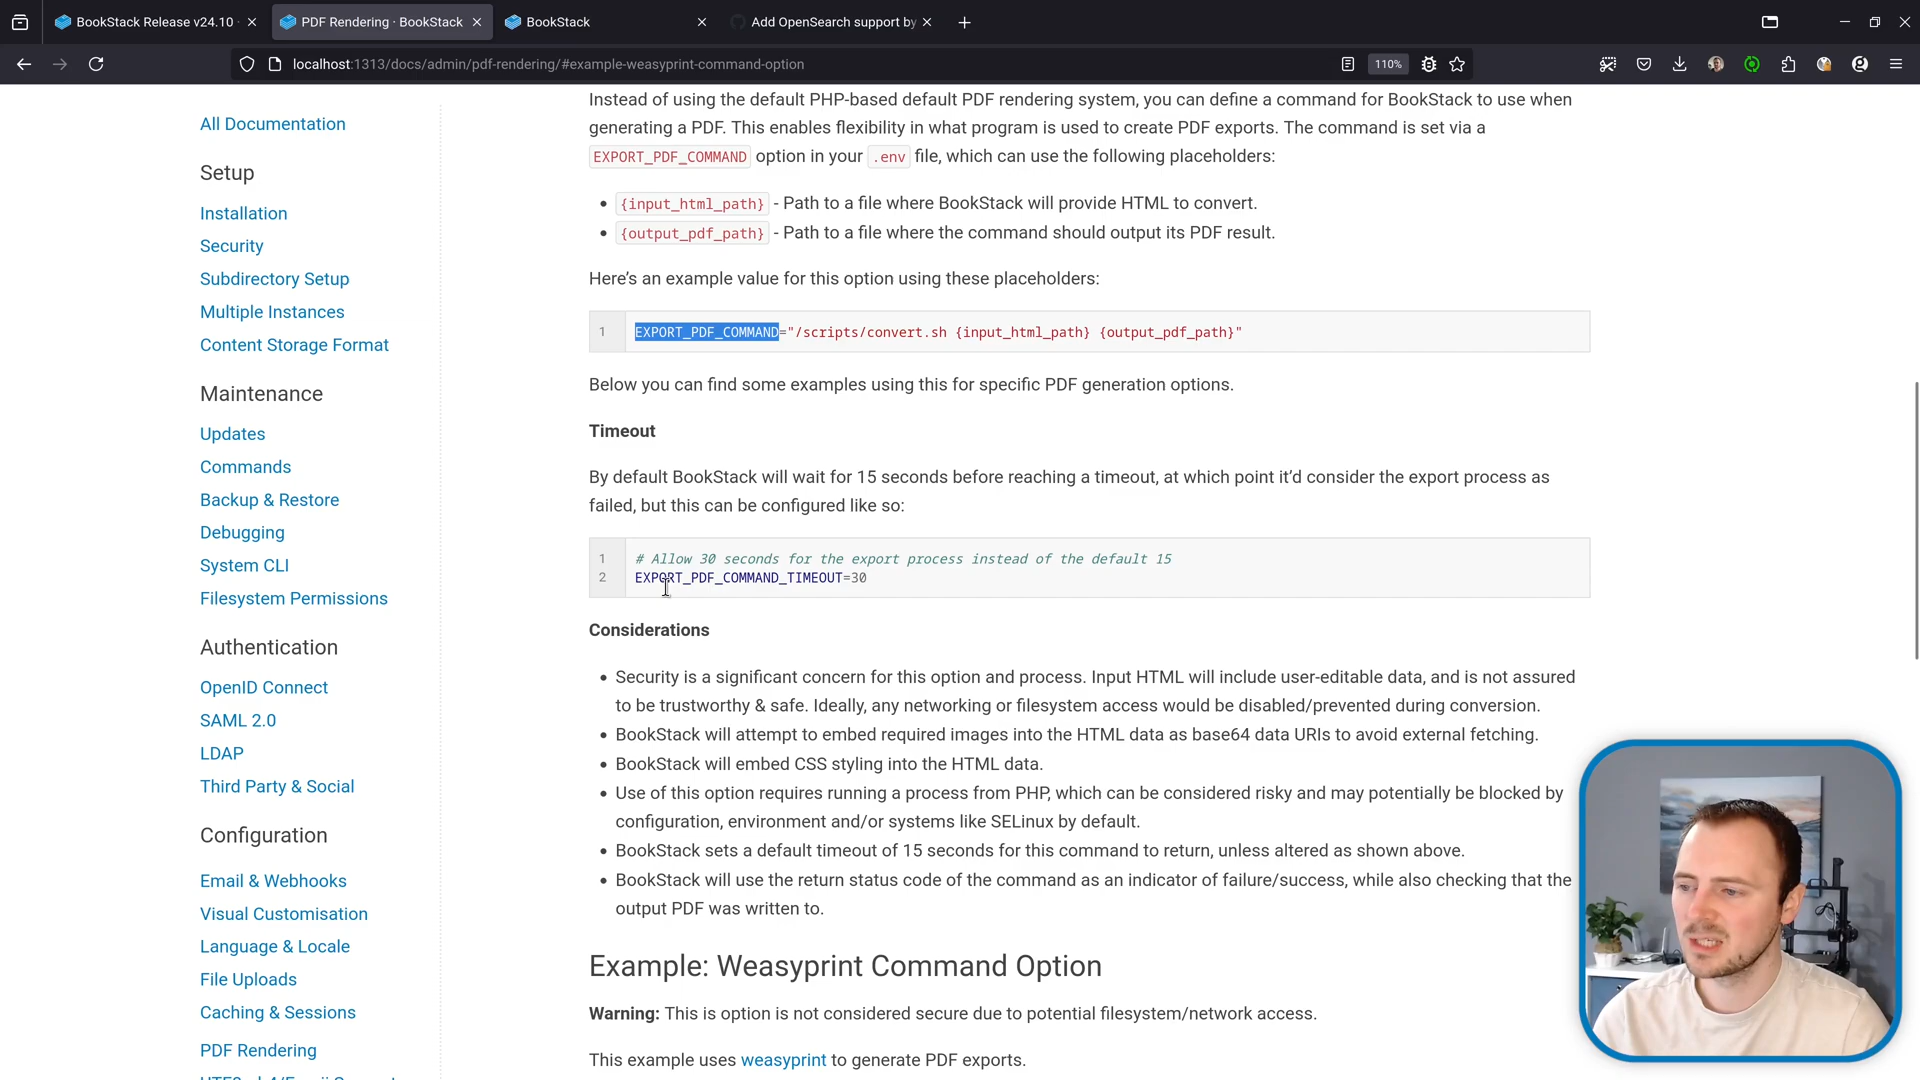 BookStack Release v24.10
PDF Rendering · BookStack
BookStack
Add OpenSearch support by
localhost:1313/docs/admin/pdf-rendering/#example-weasyprint-command-option
110%
All Documentation
Setup
Installation
Security
Subdirectory Setup
Multiple Instances
Content Storage Format
Maintenance
Updates
Commands
Backup & Restore
Debugging
System CLI
Filesystem Permissions
Authentication
OpenID Connect
SAML 2.0
LDAP
Third Party & Social
Configuration
Email & Webhooks
Visual Customisation
Language & Locale
File Uploads
Caching & Sessions
PDF Rendering
Instead of using the default PHP-based default PDF rendering system, you can define a command for BookStack to use when
generating a PDF. This enables flexibility in what program is used to create PDF exports. The command is set via a
EXPORT_PDF_COMMAND option in your .env file, which can use the following placeholders:
• {input_html_path} - Path to a file where BookStack will provide HTML to convert.
• {output_pdf_path} - Path to a file where the command should output its PDF result.
Here’s an example value for this option using these placeholders:
1 EXPORT_PDF_COMMAND="/scripts/convert.sh {input_html_path} {output_pdf_path}"
Below you can find some examples using this for specific PDF generation options.
Timeout
By default BookStack will wait for 15 seconds before reaching a timeout, at which point it’d consider the export process as
failed, but this can be configured like so:
1 # Allow 30 seconds for the export process instead of the default 15
2 EXPORT_PDF_COMMAND_TIMEOUT=30
Considerations
• Security is a significant concern for this option and process. Input HTML will include user-editable data, and is not assured
to be trustworthy & safe. Ideally, any networking or filesystem access would be disabled/prevented during conversion.
• BookStack will attempt to embed required images into the HTML data as base64 data URIs to avoid external fetching.
• BookStack will embed CSS styling into the HTML data.
• Use of this option requires running a process from PHP, which can be considered risky and may potentially be blocked by
configuration, environment and/or systems like SELinux by default.
• BookStack sets a default timeout of 15 seconds for this command to return, unless altered as shown above.
• BookStack will use the return status code of the command as an indicator of failure/success, while also checking that the
output PDF was written to.
Example: Weasyprint Command Option
Warning: This is option is not considered secure due to potential filesystem/network access.
This example uses weasyprint to generate PDF exports.